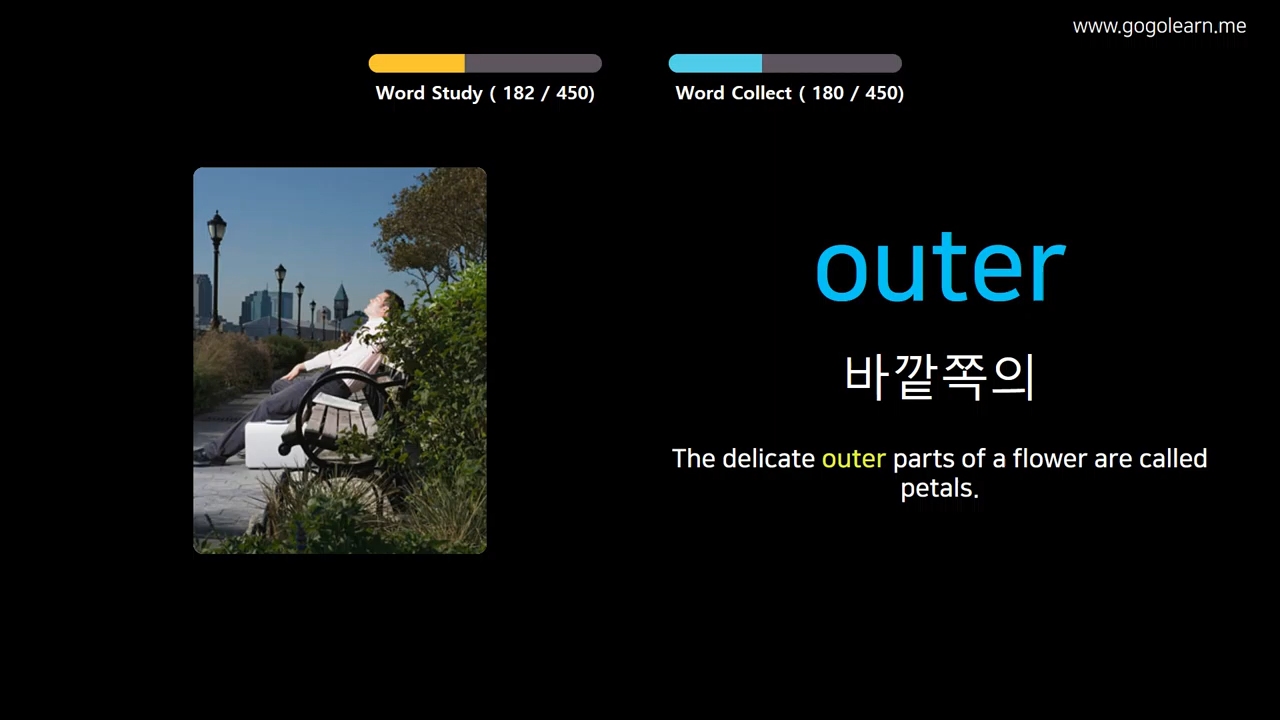 www.gogolearn.me
Word Study ( 182 / 450)
Word Collect ( 180 / 450)
outer
바깥쪽의
The delicate outer parts of a flower are called
petals.